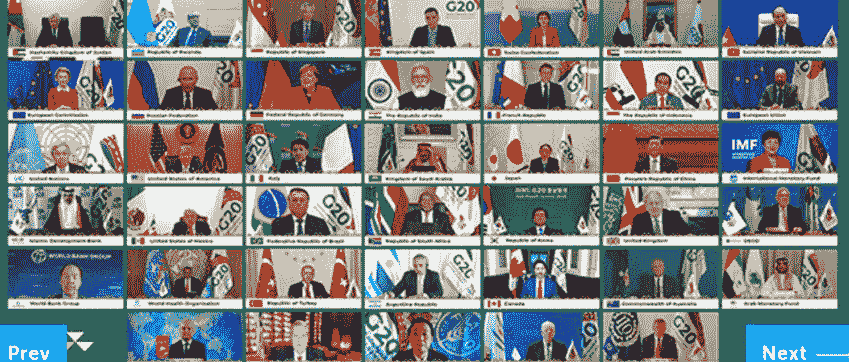 G20
Hashemite Kingdom of Jordan
Republic of Rwanda
Republic of Singapore
Kingdom of Spain
Swiss Confederation
United Arab Emirates
Socialist Republic of Vietnam
European Commission
Russian Federation
Federal Republic of Germany
The Republic of India
French Republic
The Republic of Indonesia
European Union
United Nations
United States of America
Italy
Kingdom of Saudi Arabia
Japan
People's Republic of China
IMF
International Monetary Fund
Islamic Development Bank
United States of Mexico
Federative Republic of Brazil
Republic of South Africa
Republic of Korea
United Kingdom
OECD
WORLD BANK GROUP
World Bank Group
World Health Organization
Republic of Turkey
Argentine Republic
Canada
Commonwealth of Australia
Arab Monetary Fund
Prev
Next